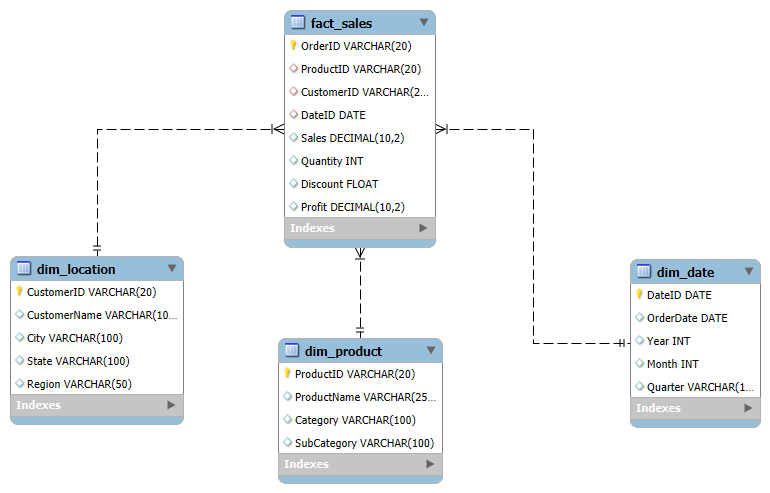 fact_sales
OrderID VARCHAR(20)
ProductID VARCHAR(20)
CustomerID VARCHAR(2...
DateID DATE
Sales DECIMAL(10,2)
Quantity INT
Discount FLOAT
Profit DECIMAL(10,2)
Indexes
dim_location
CustomerID VARCHAR(20)
CustomerName VARCHAR(10...
City VARCHAR(100)
State VARCHAR(100)
Region VARCHAR(50)
Indexes
dim_product
ProductID VARCHAR(20)
ProductName VARCHAR(25...
Category VARCHAR(100)
SubCategory VARCHAR(100)
Indexes
dim_date
DateID DATE
OrderDate DATE
Year INT
Month INT
Quarter VARCHAR(1...
Indexes